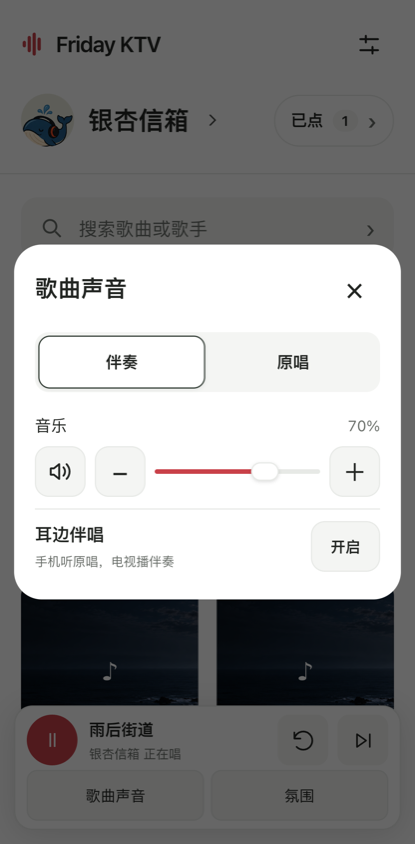 Friday KTV
银杏信箱
已点 1
搜索歌曲或歌手
歌曲声音
伴奏
原唱
音乐
70%
耳边伴唱
手机听原唱，电视播伴奏
开启
雨后街道
银杏信箱 正在唱
歌曲声音
氛围